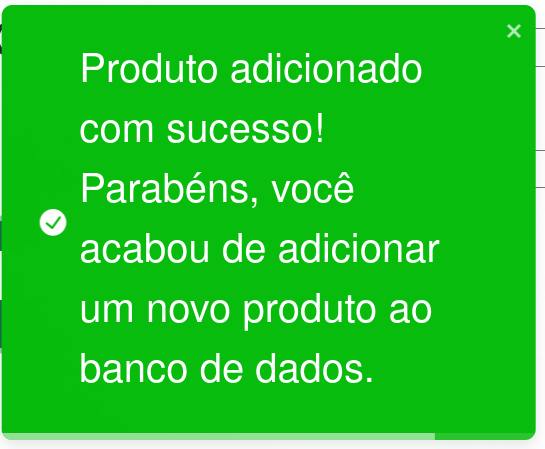 Produto adicionado
com sucesso!
Parabéns, você
acabou de adicionar
um novo produto ao
banco de dados.